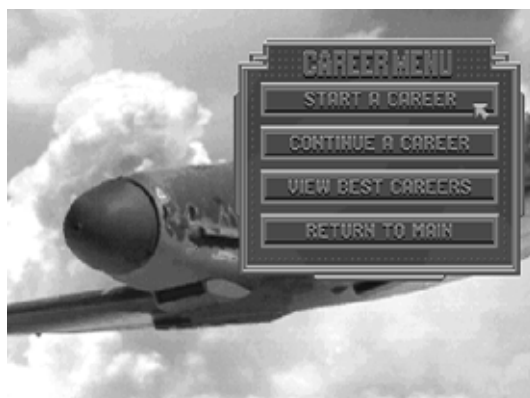 CAREER MENU
START A CAREER
CONTINUE A CAREER
VIEW BEST CAREERS
RETURN TO MAIN